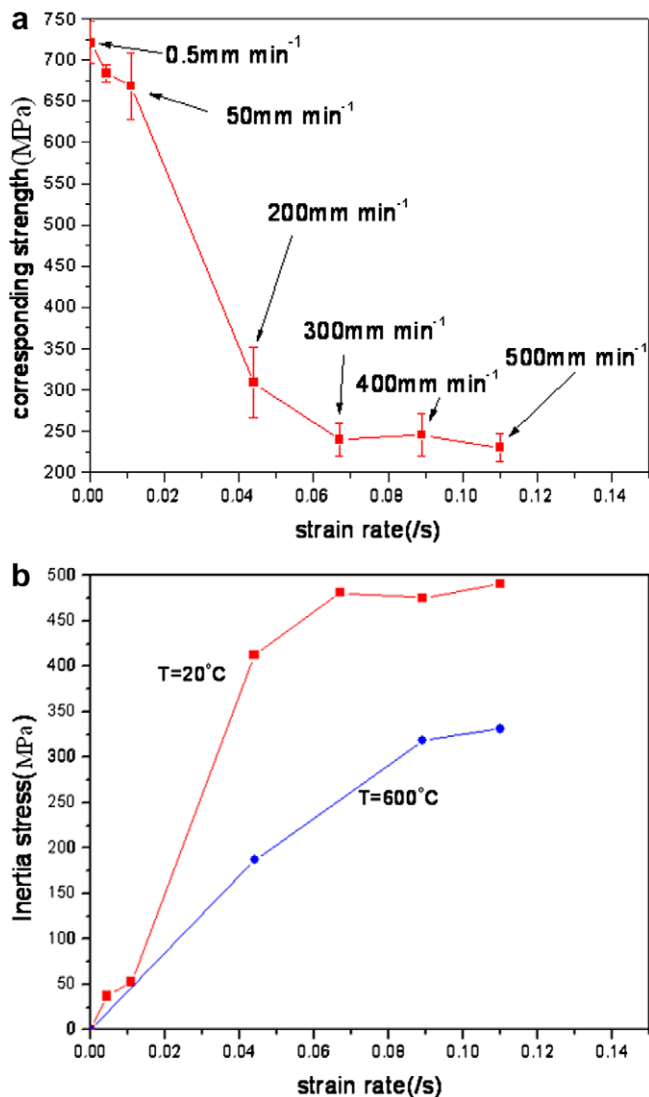 a
750
700
650
600
550
500
450
400
350
300
250
200
corresponding strength(MPa)
0.5mm min⁻¹
50mm min⁻¹
200mm min⁻¹
300mm min⁻¹
400mm min⁻¹
500mm min⁻¹
0.00 0.02 0.04 0.06 0.08 0.10 0.12 0.14
strain rate(/s)
b
500
450
400
350
300
250
200
150
100
50
0
Inertia stress(MPa)
T=20°C
T=600°C
0.00 0.02 0.04 0.06 0.08 0.10 0.12 0.14
strain rate(/s)